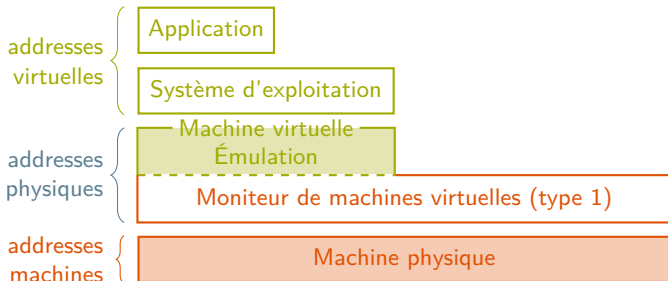 addresses
virtuelles
Application
Système d'exploitation
addresses
physiques
Machine virtuelle
Émulation
Moniteur de machines virtuelles (type 1)
addresses
machines
Machine physique